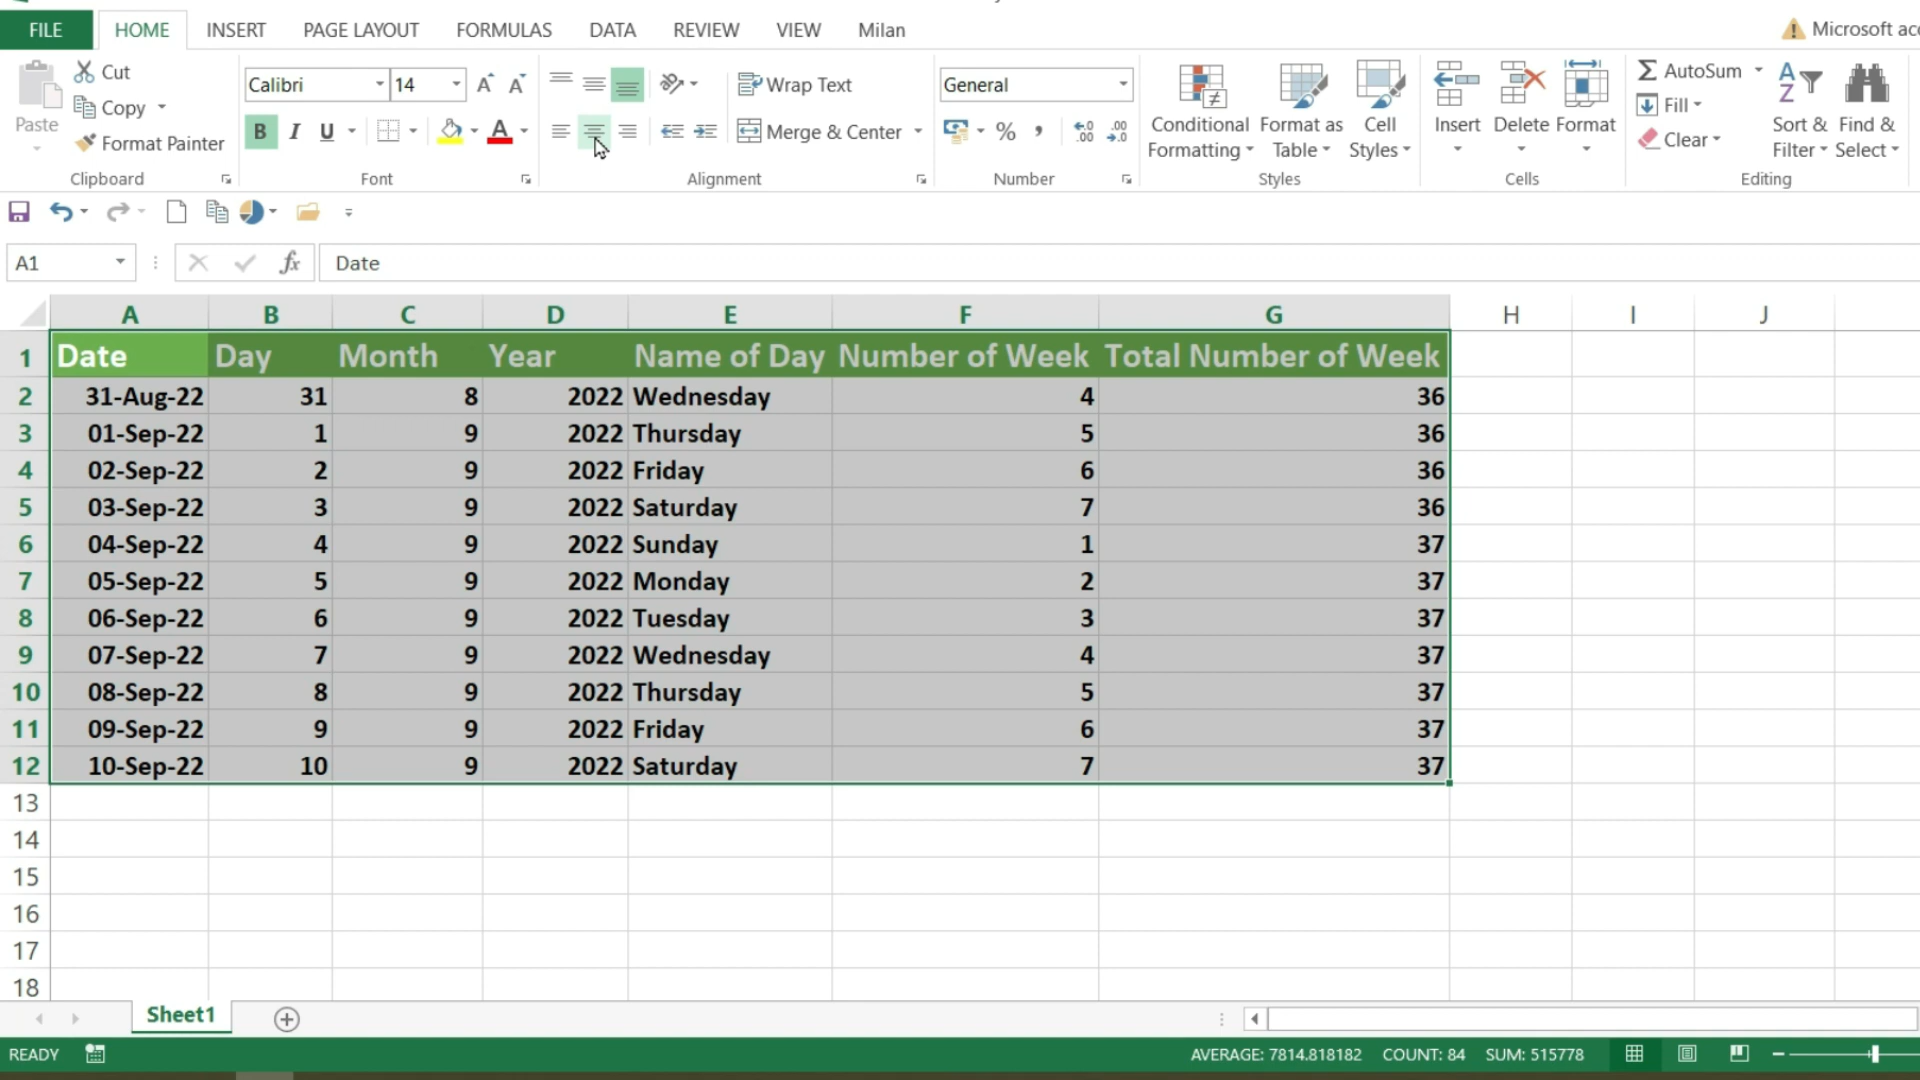 FILE HOME INSERT PAGE LAYOUT FORMULAS DATA REVIEW VIEW Milan
Paste
Cut
Copy
Format Painter
Clipboard
Calibri 14
B I U A
Font
Wrap Text
Merge & Center
Alignment
General
%
Number
Conditional Formatting
Format as Table
Cell Styles
Styles
Insert Delete Format
Cells
AutoSum
Fill
Clear
Sort & Filter
Find & Select
Editing
A1 fx Date
A B C D E F G H I J
1 Date Day Month Year Name of Day Number of Week Total Number of Week
2 31-Aug-22 31 8 2022 Wednesday 4 36
3 01-Sep-22 1 9 2022 Thursday 5 36
4 02-Sep-22 2 9 2022 Friday 6 36
5 03-Sep-22 3 9 2022 Saturday 7 36
6 04-Sep-22 4 9 2022 Sunday 1 37
7 05-Sep-22 5 9 2022 Monday 2 37
8 06-Sep-22 6 9 2022 Tuesday 3 37
9 07-Sep-22 7 9 2022 Wednesday 4 37
10 08-Sep-22 8 9 2022 Thursday 5 37
11 09-Sep-22 9 9 2022 Friday 6 37
12 10-Sep-22 10 9 2022 Saturday 7 37
13
14
15
16
17
18
Sheet1
READY AVERAGE: 7814.818182 COUNT: 84 SUM: 515778
Microsoft